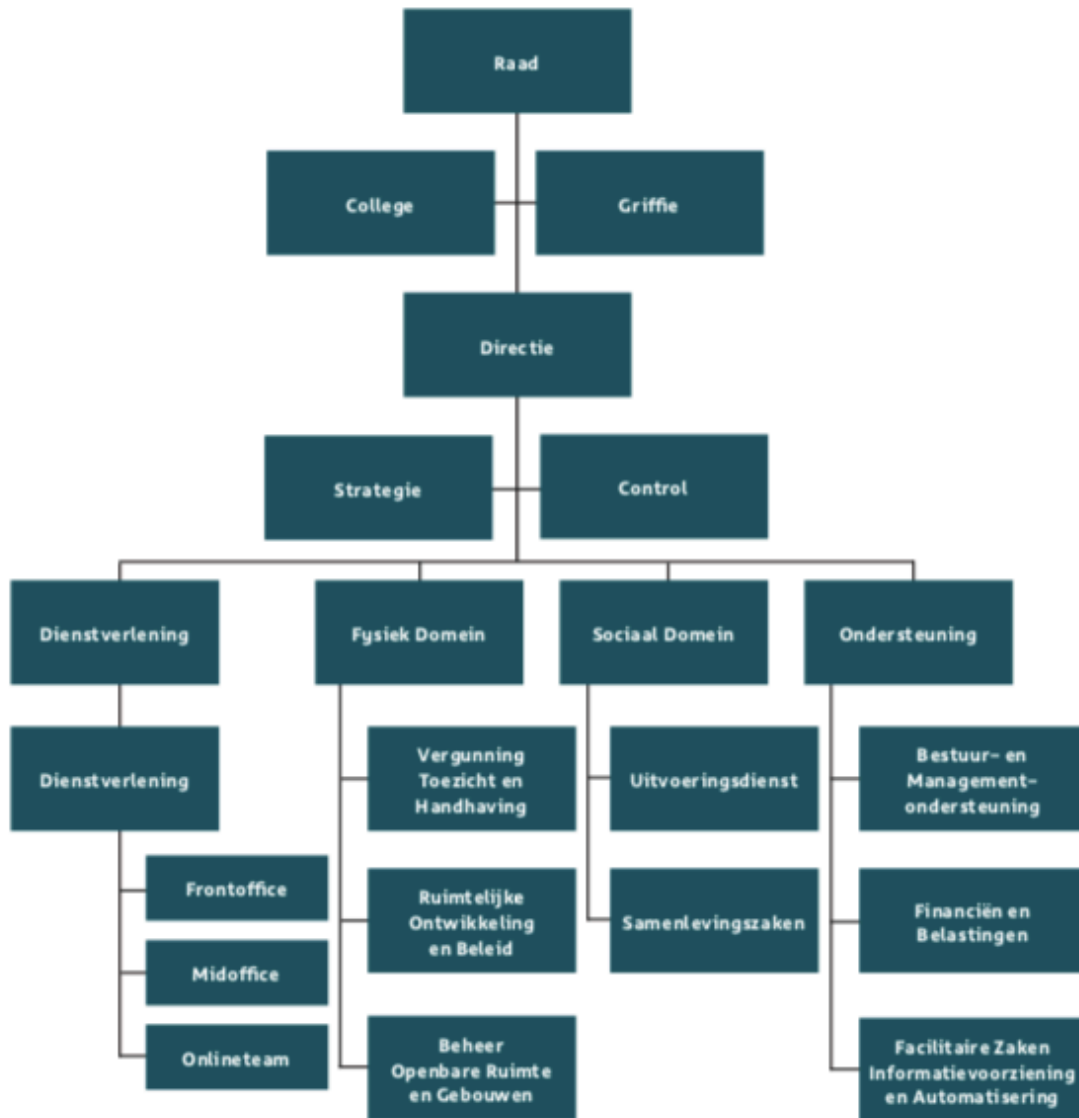 Raad
College
Griffie
Directie
Strategie
Control
Dienstverlening
Fysiek Domein
Sociaal Domein
Ondersteuning
Dienstverlening
Frontoffice
Midoffice
Onlineteam
Vergunning
Toezicht en
Handhaving
Ruimtelijke
Ontwikkeling
en Beleid
Beheer
Openbare Ruimte
en Gebouwen
Uitvoeringsdienst
Samenlevingszaken
Bestuur- en
Management-
ondersteuning
Financiën en
Belastingen
Facilitaire Zaken
Informatievoorziening
en Automatisering